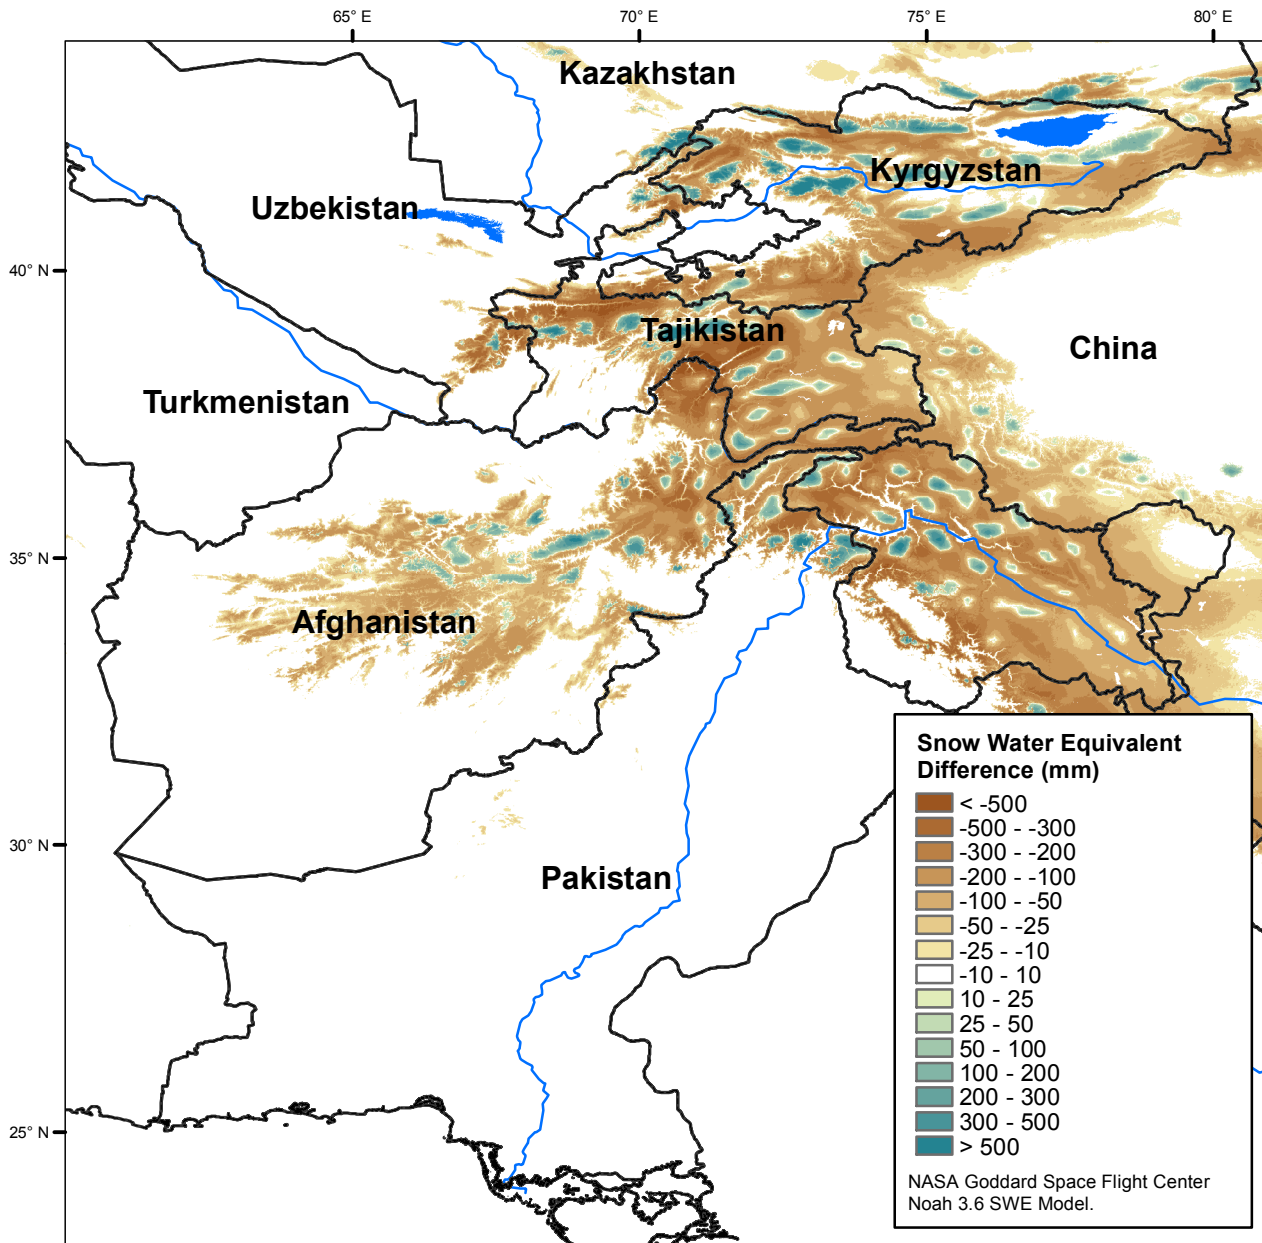 65° E
70° E
75° E
80° E
Kazakhstan
Kyrgyzstan
Uzbekistan
40° N
Tajikistan
China
Turkmenistan
35° N
Afghanistan
30° N
Pakistan
25° N
Snow Water Equivalent
Difference (mm)
< -500
-500 - -300
-300 - -200
-200 - -100
-100 - -50
-50 - -25
-25 - -10
-10 - 10
10 - 25
25 - 50
50 - 100
100 - 200
200 - 300
300 - 500
> 500
NASA Goddard Space Flight Center
Noah 3.6 SWE Model.